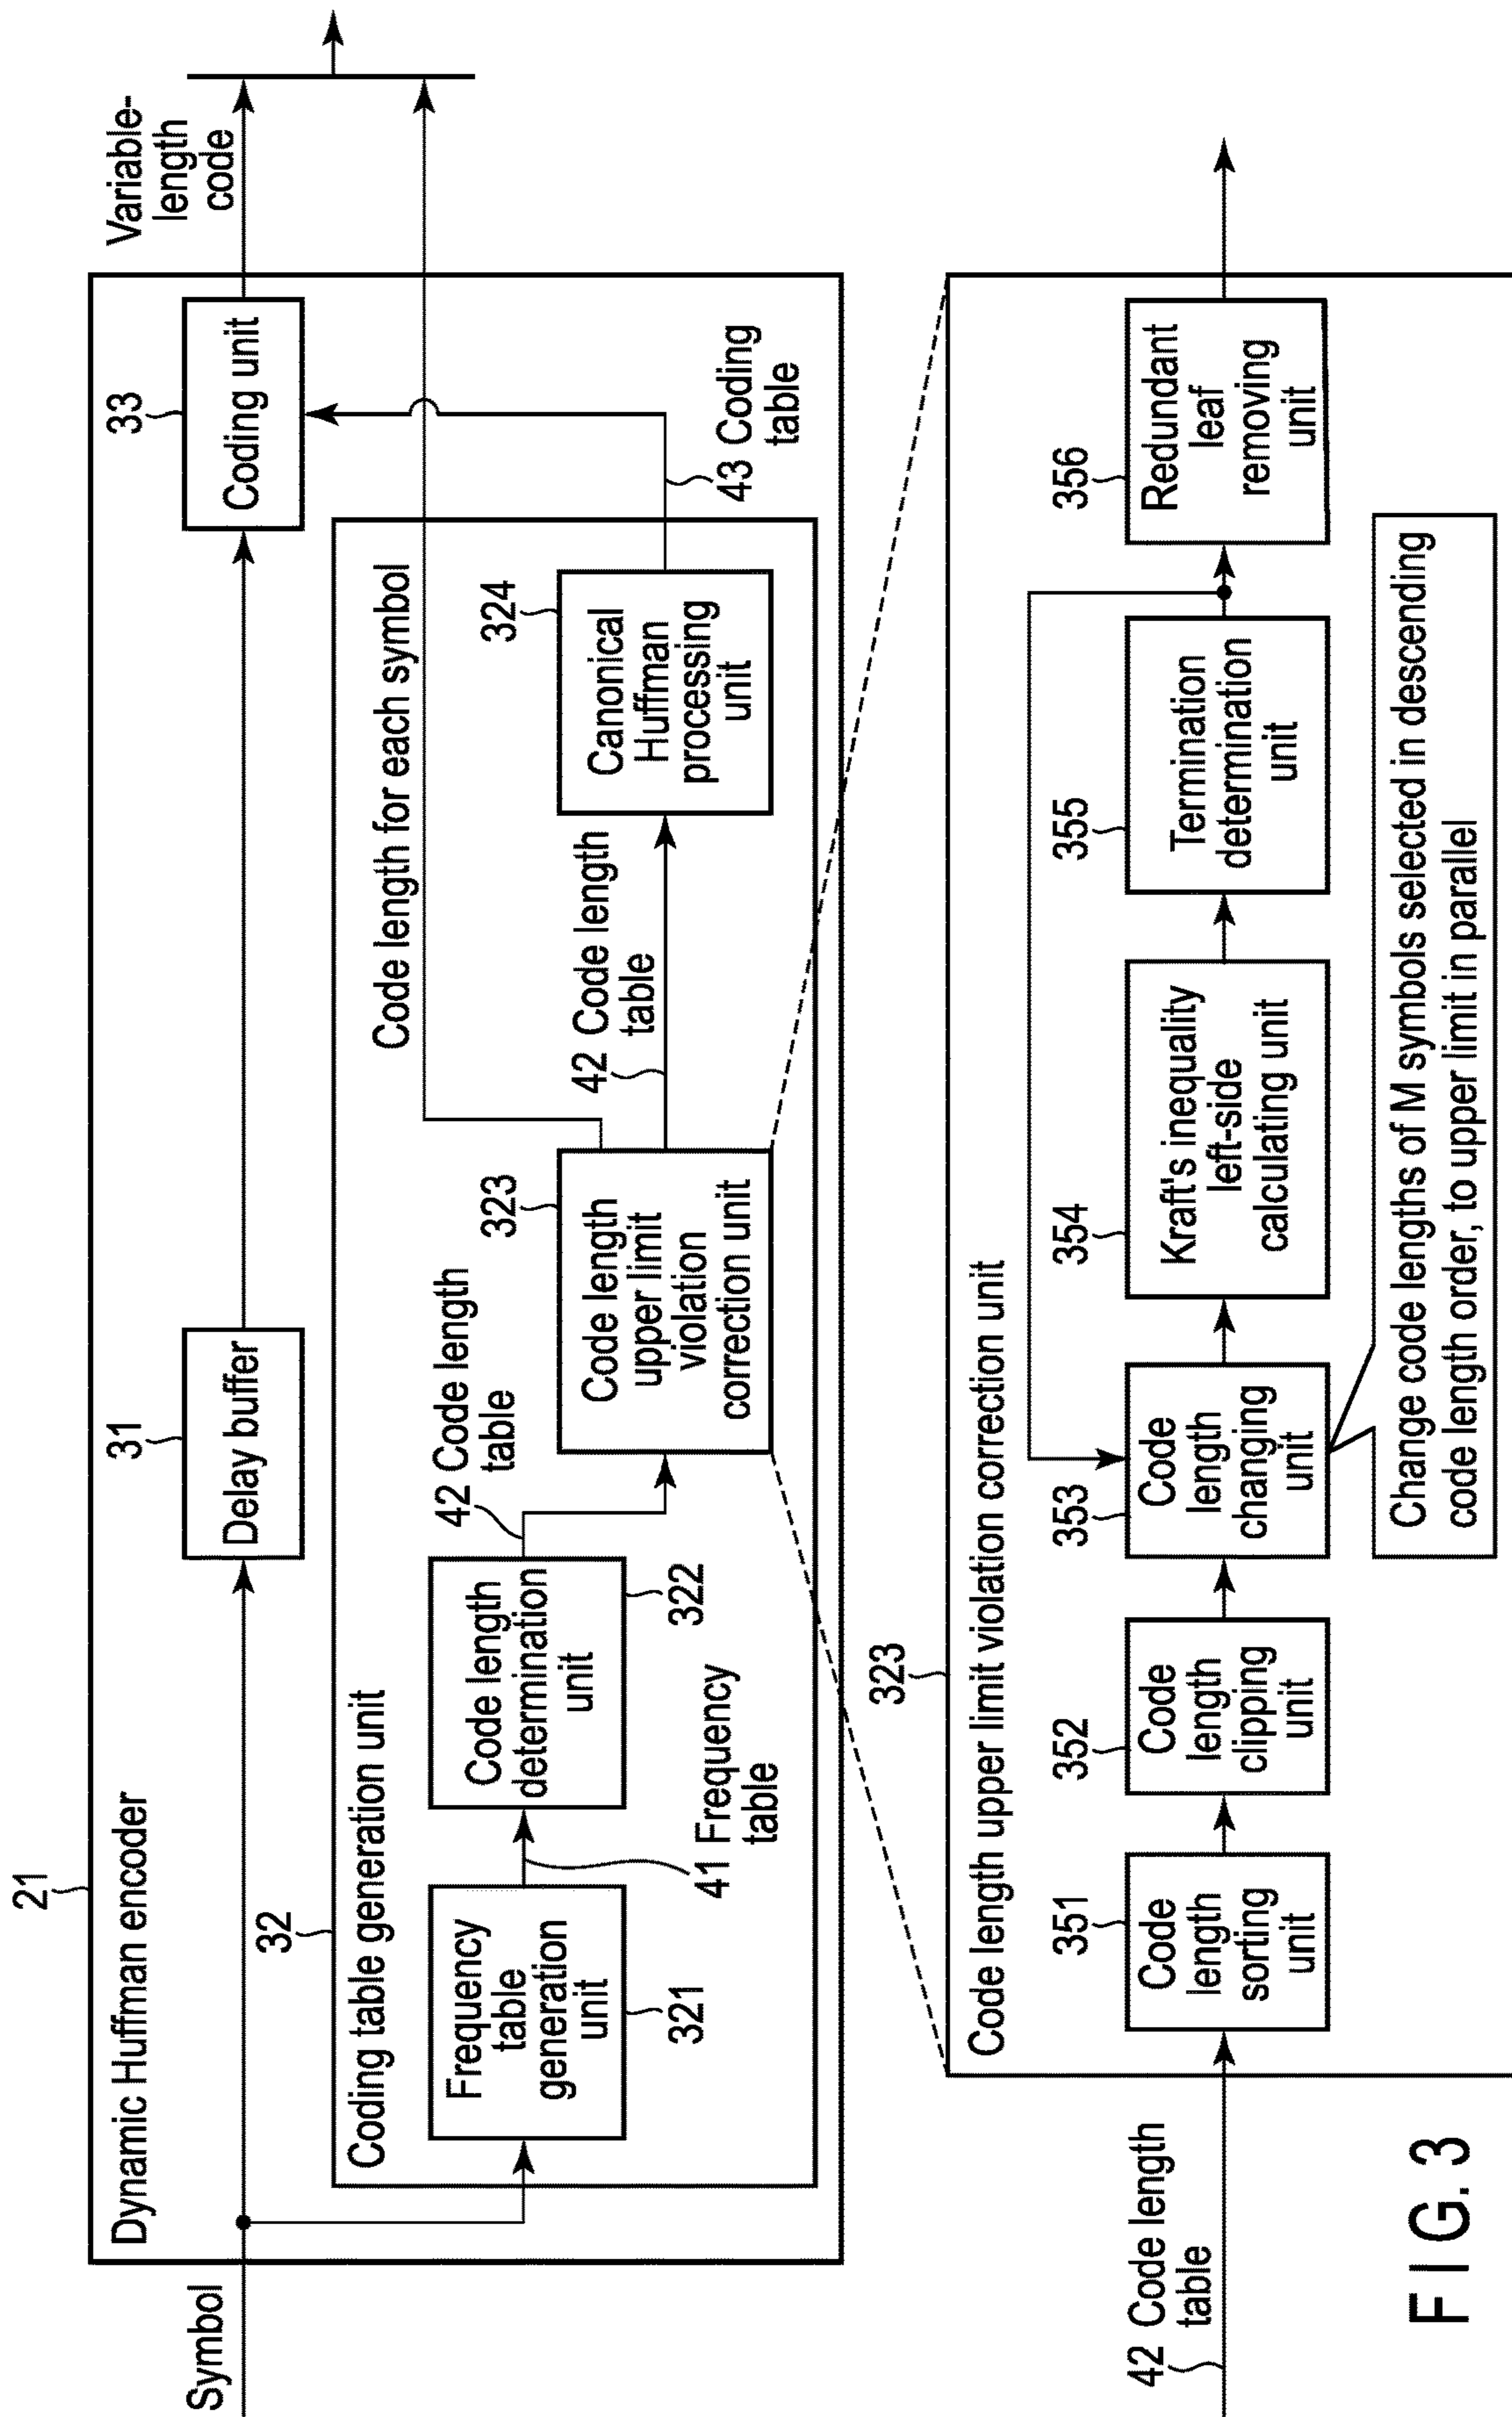 21
Dynamic Huffman encoder
Symbol
31
Delay buffer
33
Coding unit
Variable-
length
code
32
Coding table generation unit
Code length for each symbol
Frequency
table
generation
unit
321
41 Frequency
table
Code length
determination
unit
322
42 Code length
table
323
Code length
upper limit
violation
correction unit
42 Code length
table
324
Canonical
Huffman
processing
unit
43 Coding
table
323
Code length upper limit violation correction unit
42 Code length
table
351
Code
length
sorting
unit
352
Code
length
clipping
unit
353
Code
length
changing
unit
354
Kraft's inequality
left-side
calculating unit
355
Termination
determination
unit
356
Redundant
leaf
removing
unit
Change code lengths of M symbols selected in descending
code length order, to upper limit in parallel
FIG. 3